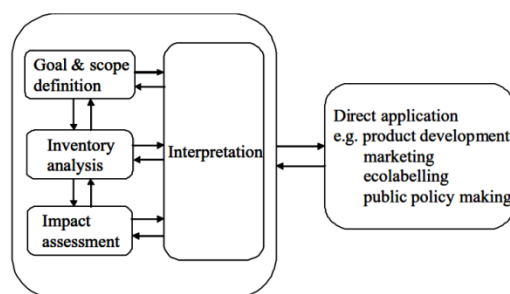 Goal & scope
definition
Inventory
analysis
Impact
assessment
Interpretation
Direct application
e.g. product development
marketing
ecolabelling
public policy making